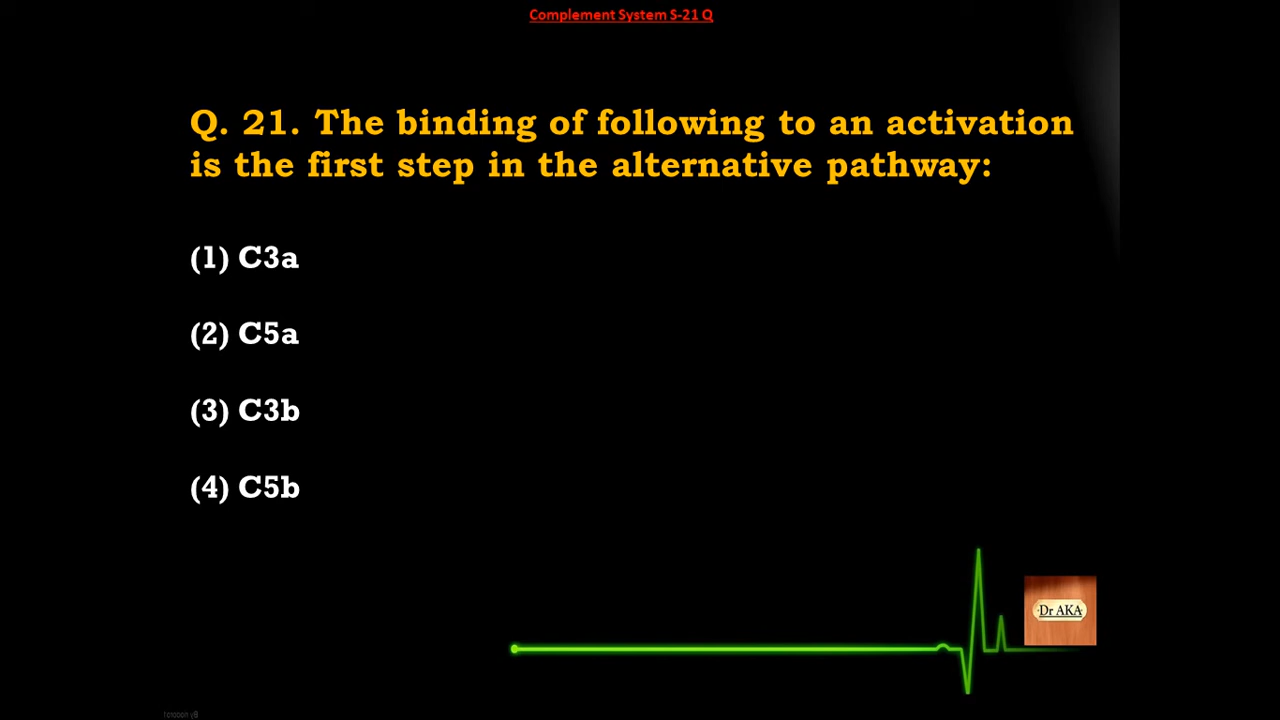 Complement System S-21 Q
Q. 21. The binding of following to an activation
is the first step in the alternative pathway:
(1) C3a
(2) C5a
(3) C3b
(4) C5b
Dr AKA